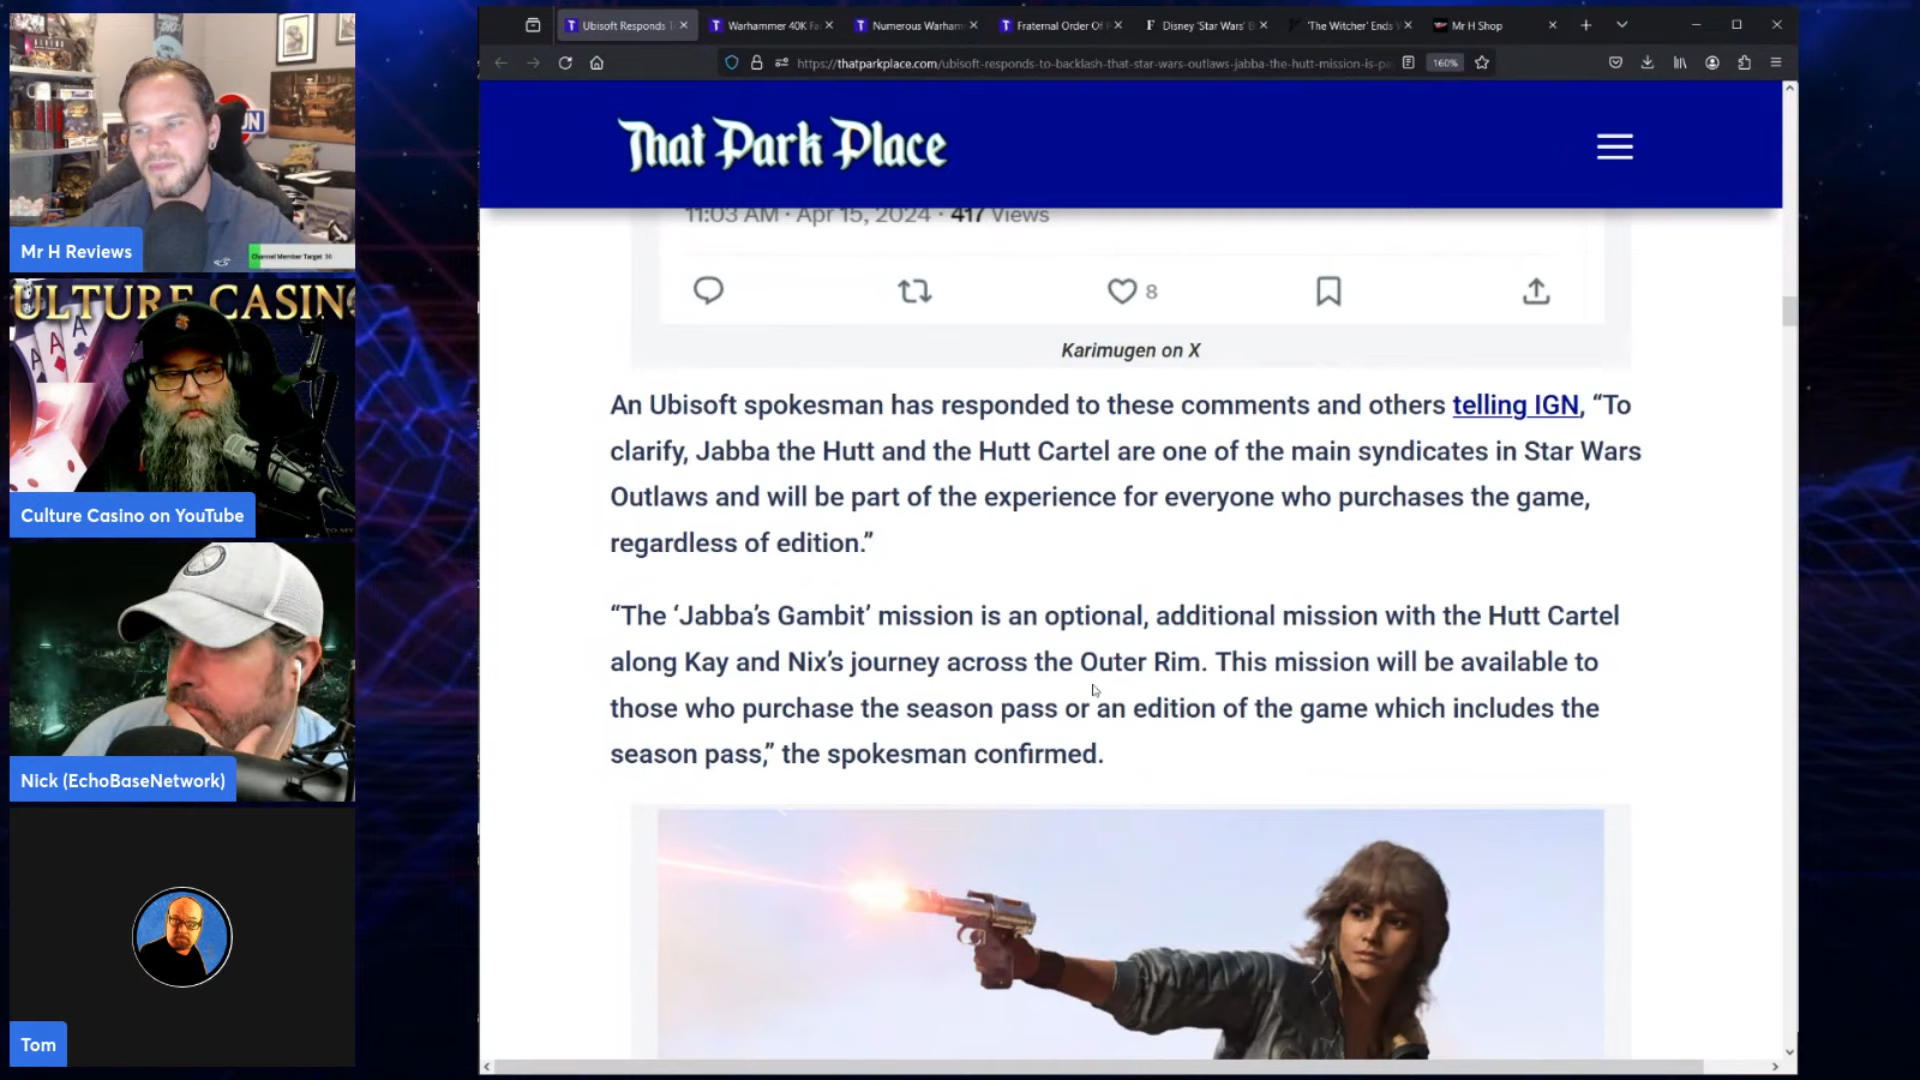 Ubisoft Responds
Warhammer 40K Fa
Numerous Warham
Fraternal Order Of
Disney 'Star Wars'
'The Witcher' Ends
Mr H Shop
https://thatparkplace.com/ubisoft-responds-to-backlash-that-star-wars-outlaws-jabba-the-hutt-mission-is-pa
160%
That Park Place
11:03 AM · Apr 15, 2024 · 417 Views
8
Karimugen on X
An Ubisoft spokesman has responded to these comments and others telling IGN, “To
clarify, Jabba the Hutt and the Hutt Cartel are one of the main syndicates in Star Wars
Outlaws and will be part of the experience for everyone who purchases the game,
regardless of edition.”
“The ‘Jabba’s Gambit’ mission is an optional, additional mission with the Hutt Cartel
along Kay and Nix’s journey across the Outer Rim. This mission will be available to
those who purchase the season pass or an edition of the game which includes the
season pass,” the spokesman confirmed.
Mr H Reviews
Channel Member Target
ULTURE CASIN
Culture Casino on YouTube
Nick (EchoBaseNetwork)
Tom